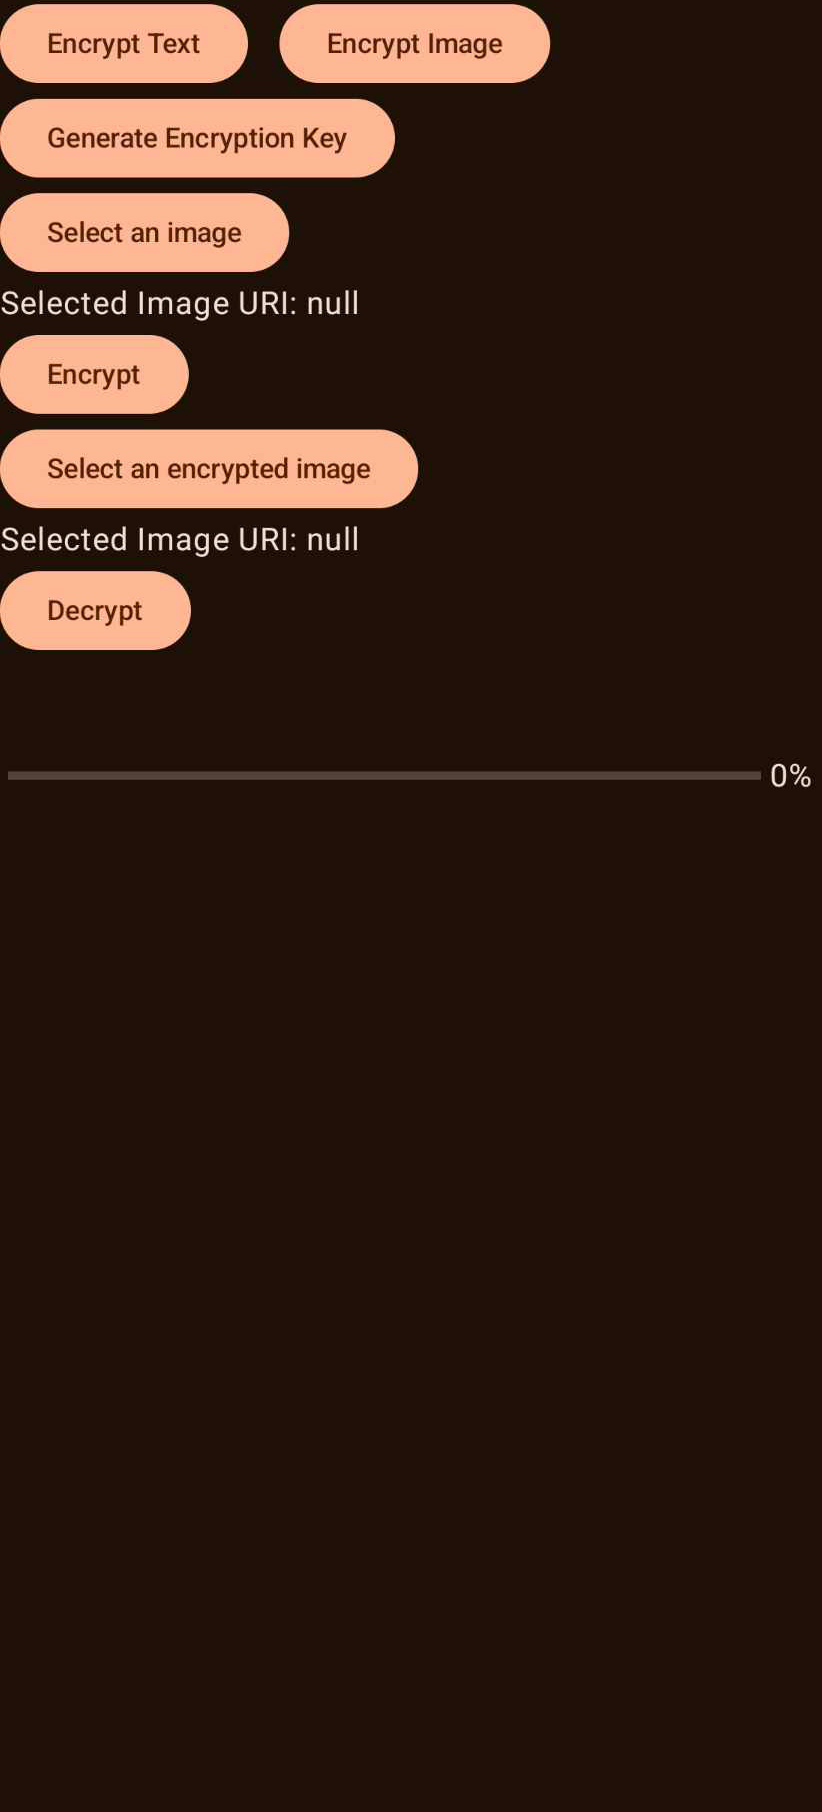 Encrypt Text Encrypt Image
Generate Encryption Key
Select an image
Selected Image URI: null
Encrypt
Select an encrypted image
Selected Image URI: null
Decrypt
0%